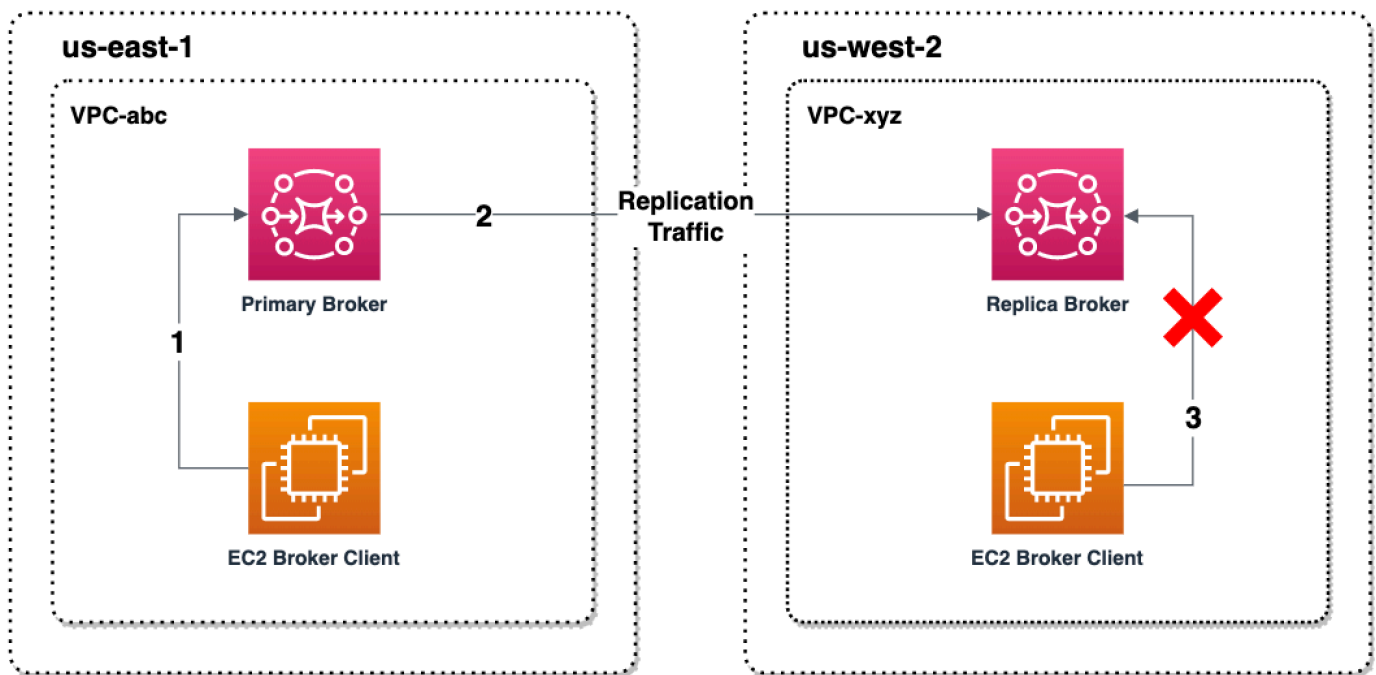 us-east-1
VPC-abc
Primary Broker
1
EC2 Broker Client
2
Replication
Traffic
us-west-2
VPC-xyz
Replica Broker
3
EC2 Broker Client